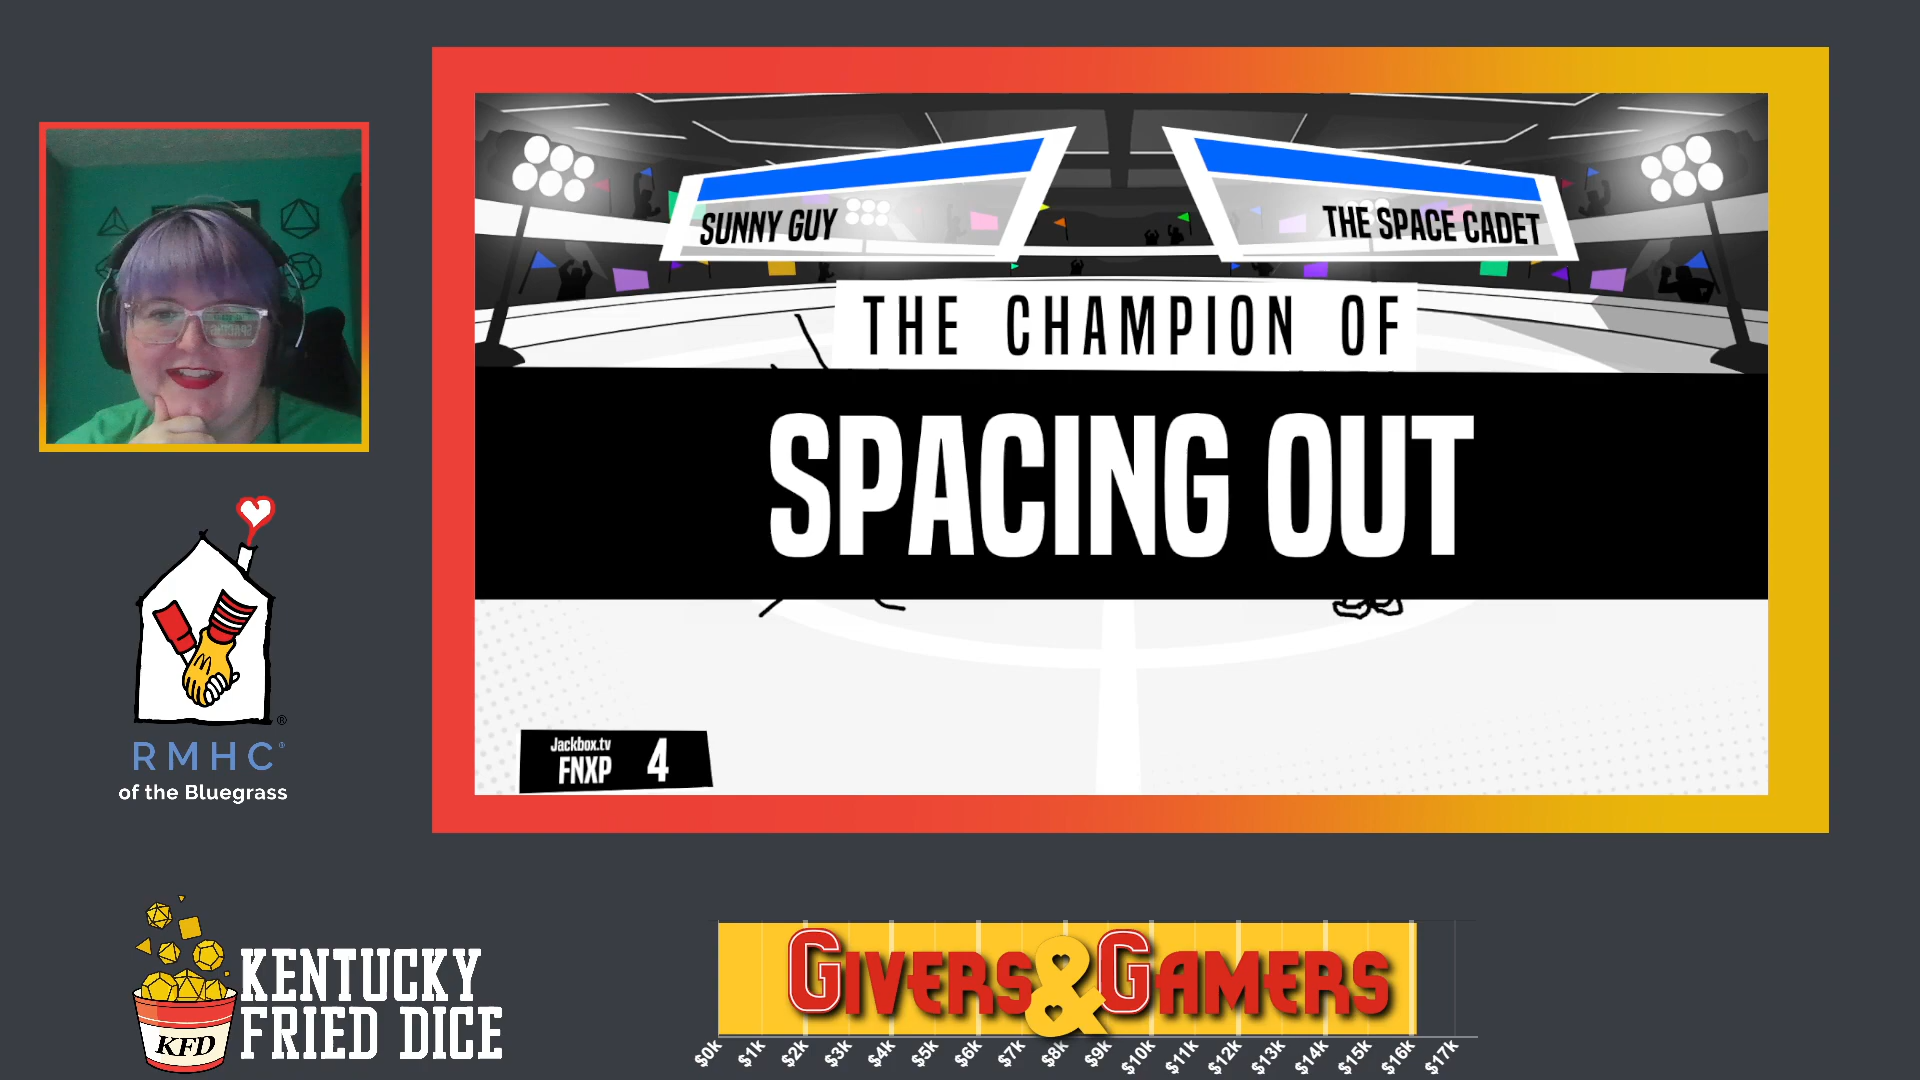 SUNNY GUY
THE SPACE CADET
THE CHAMPION OF
SPACING OUT
Jackbox.tv
FNXP 4
RMHC®
of the Bluegrass
KENTUCKY
FRIED DICE
KFD
GIVERS & GAMERS
$0k $1k $2k $3k $4k $5k $6k $7k $8k $9k $10k $11k $12k $13k $14k $15k $16k $17k